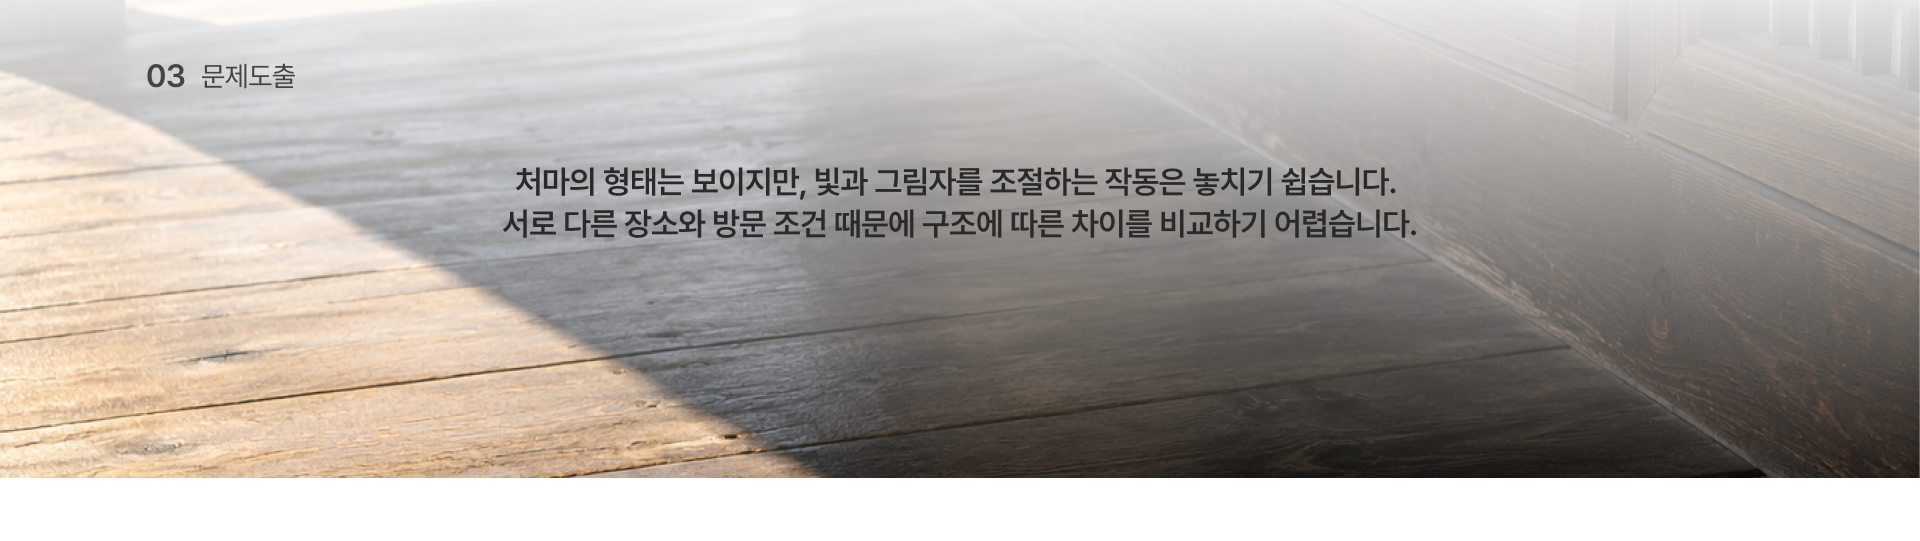 03 문제도출
처마의 형태는 보이지만, 빛과 그림자를 조절하는 작동은 놓치기 쉽습니다.
서로 다른 장소와 방문 조건 때문에 구조에 따른 차이를 비교하기 어렵습니다.